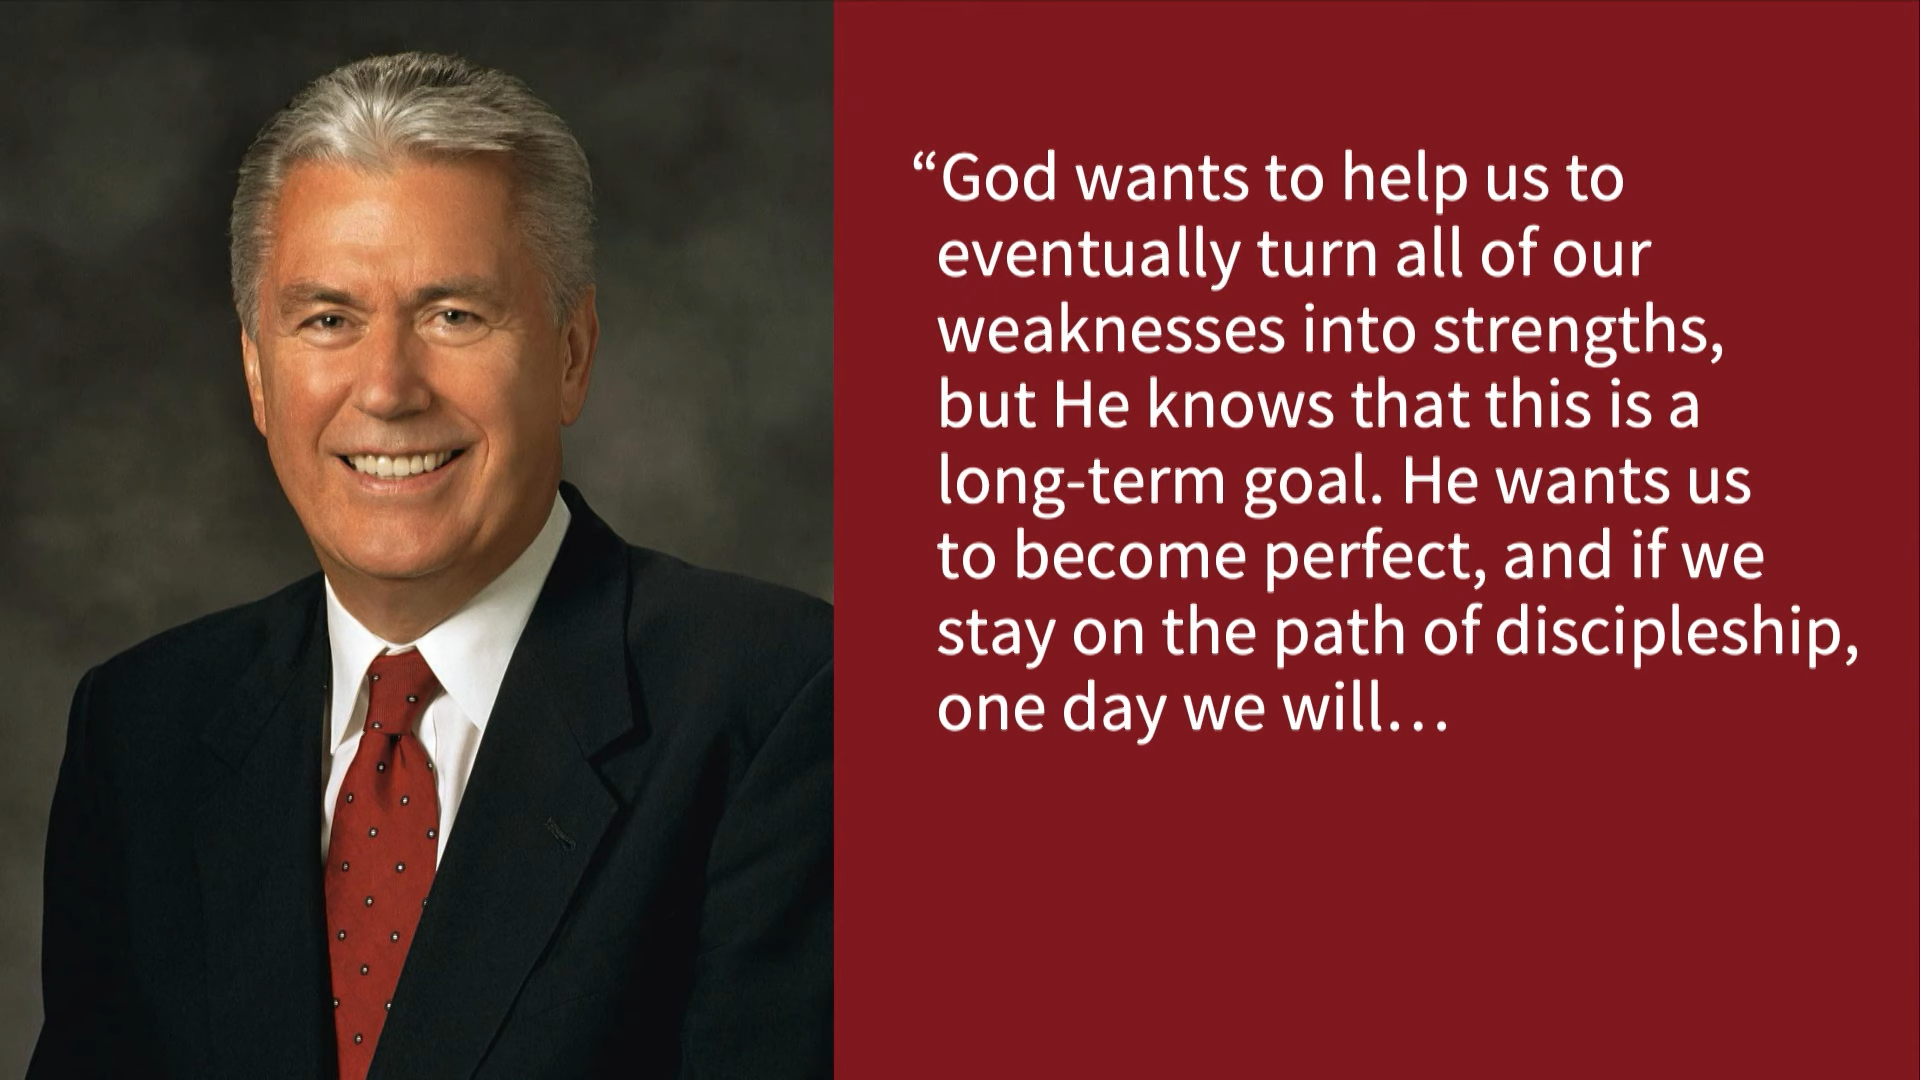 “God wants to help us to
eventually turn all of our
weaknesses into strengths,
but He knows that this is a
long-term goal. He wants us
to become perfect, and if we
stay on the path of discipleship,
one day we will…